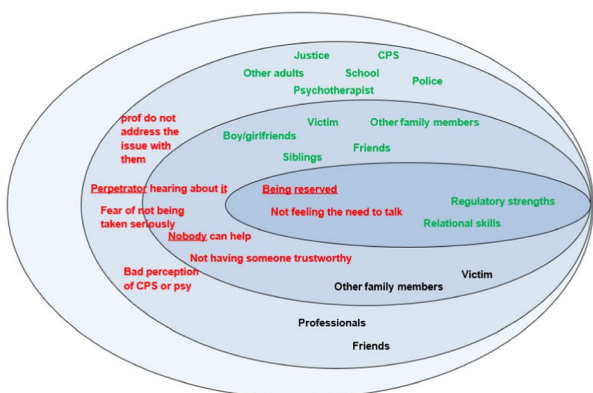 Justice
CPS
Other adults
School
Police
Psychotherapist
prof do not
address the
issue with
them
Victim
Other family members
Boy/girlfriends
Friends
Siblings
Perpetrator hearing about it
Being reserved
Regulatory strengths
Fear of not being
taken seriously
Not feeling the need to talk
Relational skills
Nobody can help
Not having someone trustworthy
Bad perception
of CPS or psy
Victim
Other family members
Professionals
Friends